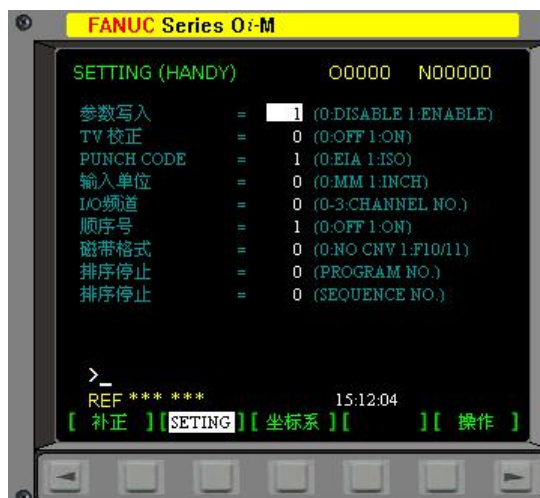 FANUC Series 0i-M
SETTING (HANDY) O0000 N00000
参数写入 = 1 (0:DISABLE 1:ENABLE)
TV 校正 = 0 (0:OFF 1:ON)
PUNCH CODE = 1 (0:EIA 1:ISO)
输入单位 = 0 (0:MM 1:INCH)
I/O频道 = 0 (0-3:CHANNEL NO.)
顺序号 = 1 (0:OFF 1:ON)
磁带格式 = 0 (0:NO CNV 1:F10/11)
排序停止 = 0 (PROGRAM NO.)
排序停止 = 0 (SEQUENCE NO.)
>_
REF *** *** 15:12:04
[ 补正 ][SETING][ 坐标系 ][ ][ 操作 ]